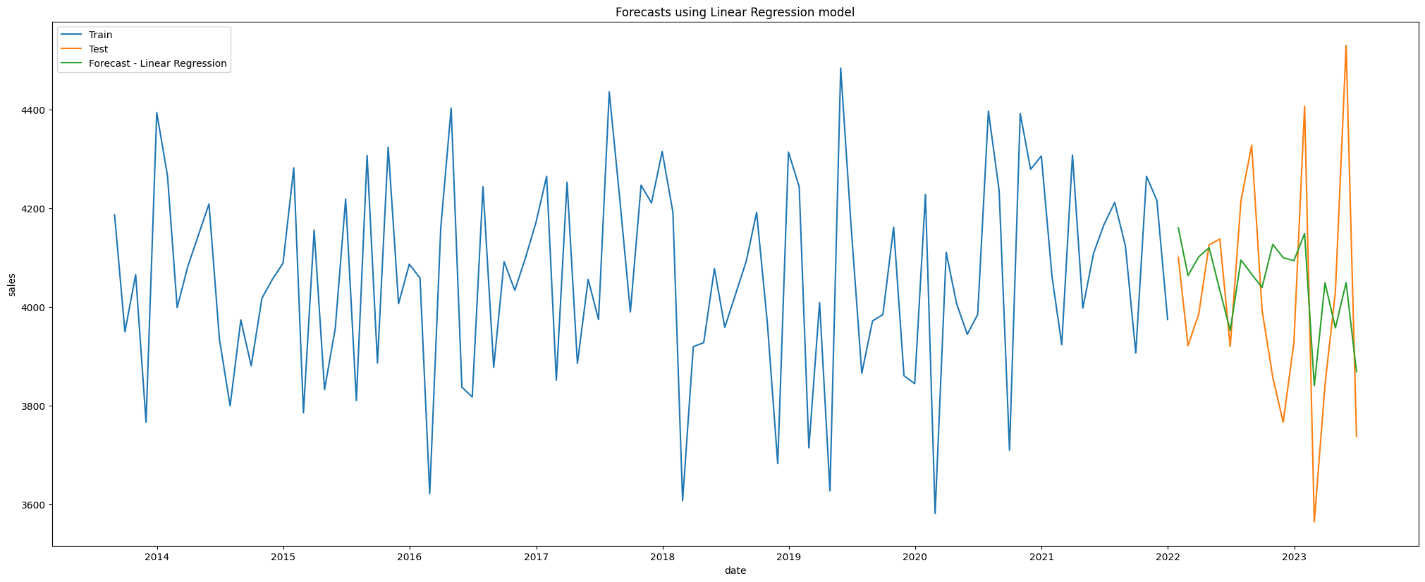 Forecasts using Linear Regression model
Train
Test
Forecast - Linear Regression
4400
4200
4000
3800
3600
sales
2014 2015 2016 2017 2018 2019 2020 2021 2022 2023
date